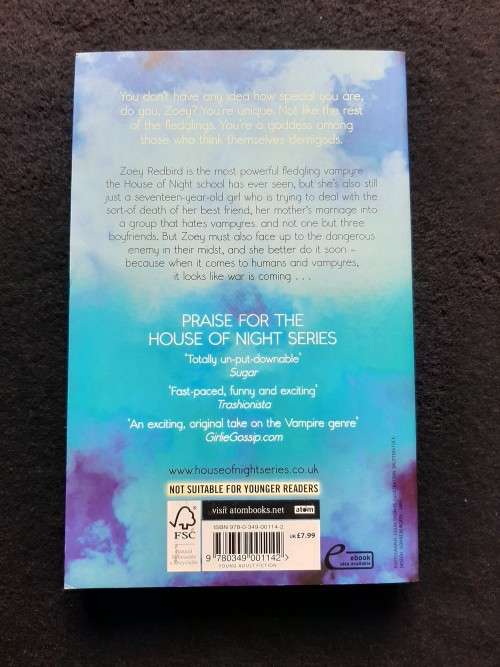 You don't have any idea how special you are,
do you, Zoey? You're unique. Not like the rest
of the fledglings. You're a goddess among
those who think themselves demigods.
Zoey Redbird is the most powerful fledgling vampyre
the House of Night school has ever seen, but she's also still
just a seventeen-year-old girl who is trying to deal with the
sort-of death of her best friend, her mother's marriage into
a group that hates vampyres: and not one but three
boyfriends. But Zoey must also face up to the dangerous
enemy in their midst, and she better do it soon –
because when it comes to humans and vampyres,
it looks like war is coming . . .
PRAISE FOR THE
HOUSE OF NIGHT SERIES
'Totally un-put-downable'
Sugar
'Fast-paced, funny and exciting'
Trashionista
'An exciting, original take on the Vampire genre'
GirlieGossip.com
www.houseofnightseries.co.uk
NOT SUITABLE FOR YOUNGER READERS
visit atombooks.net atom
ISBN 978-0-349-00114-2
UK £7.99
FSC
9 780349 001142 >
YOUNG ADULT FICTION
ebook
also available